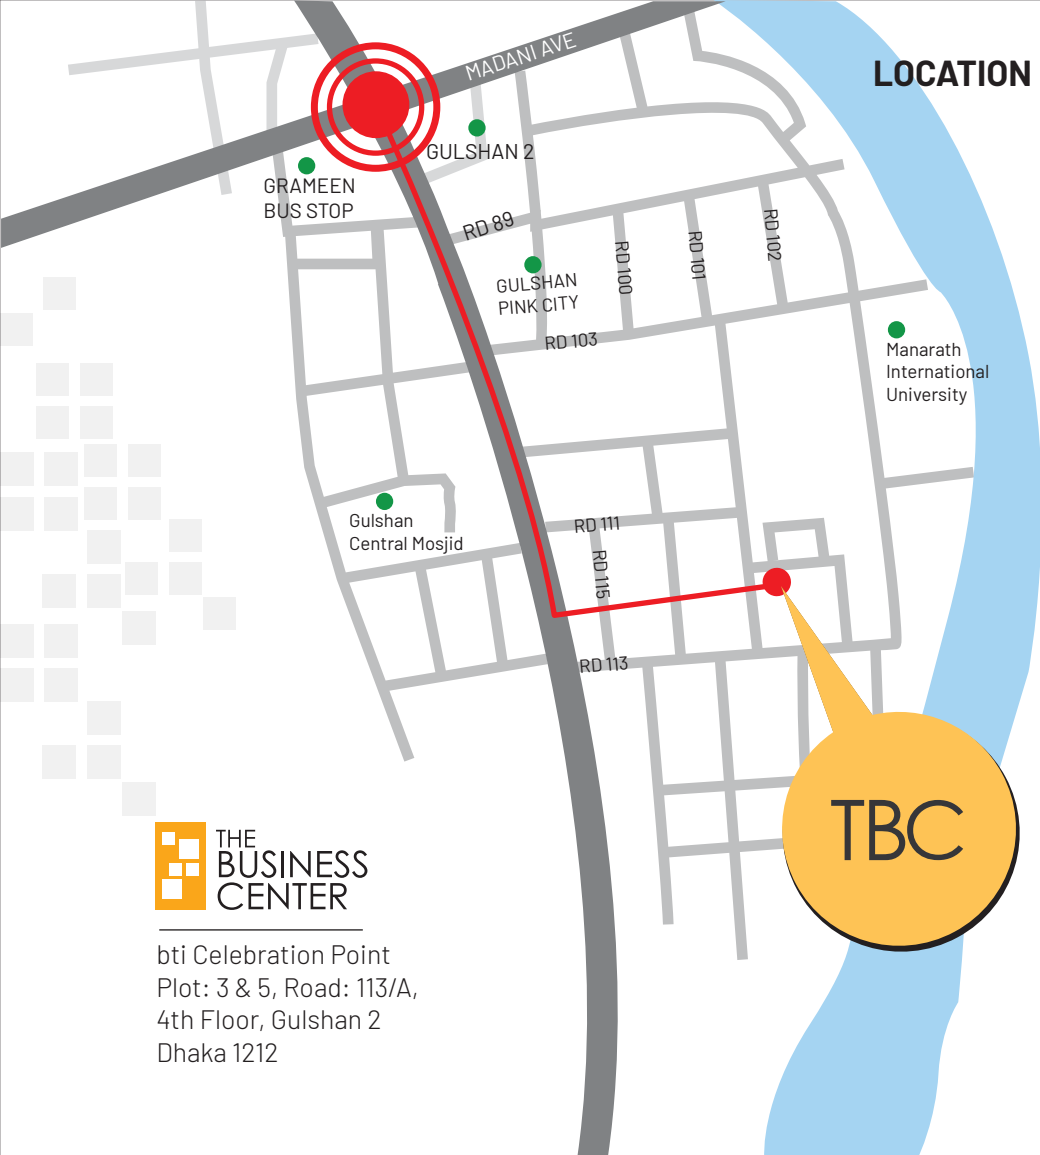 LOCATION
MADANI AVE
GULSHAN 2
GRAMEEN
BUS STOP
RD 89
RD 100
RD 101
RD 102
GULSHAN
PINK CITY
RD 103
Manarath
International
University
Gulshan
Central Mosjid
RD 111
RD 115
RD 113
TBC
THE
BUSINESS
CENTER
bti Celebration Point
Plot: 3 & 5, Road: 113/A,
4th Floor, Gulshan 2
Dhaka 1212